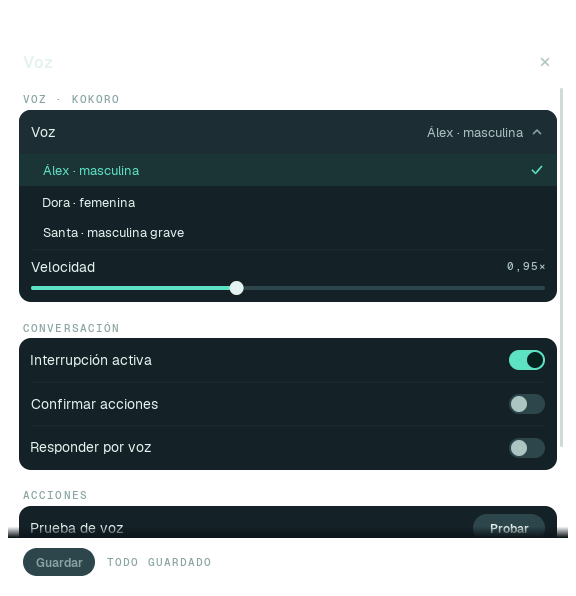 Voz
VOZ · KOKORO
Voz Álex · masculina
Álex · masculina
Dora · femenina
Santa · masculina grave
Velocidad 0,95×
CONVERSACIÓN
Interrupción activa
Confirmar acciones
Responder por voz
ACCIONES
Prueba de voz Probar
Guardar TODO GUARDADO